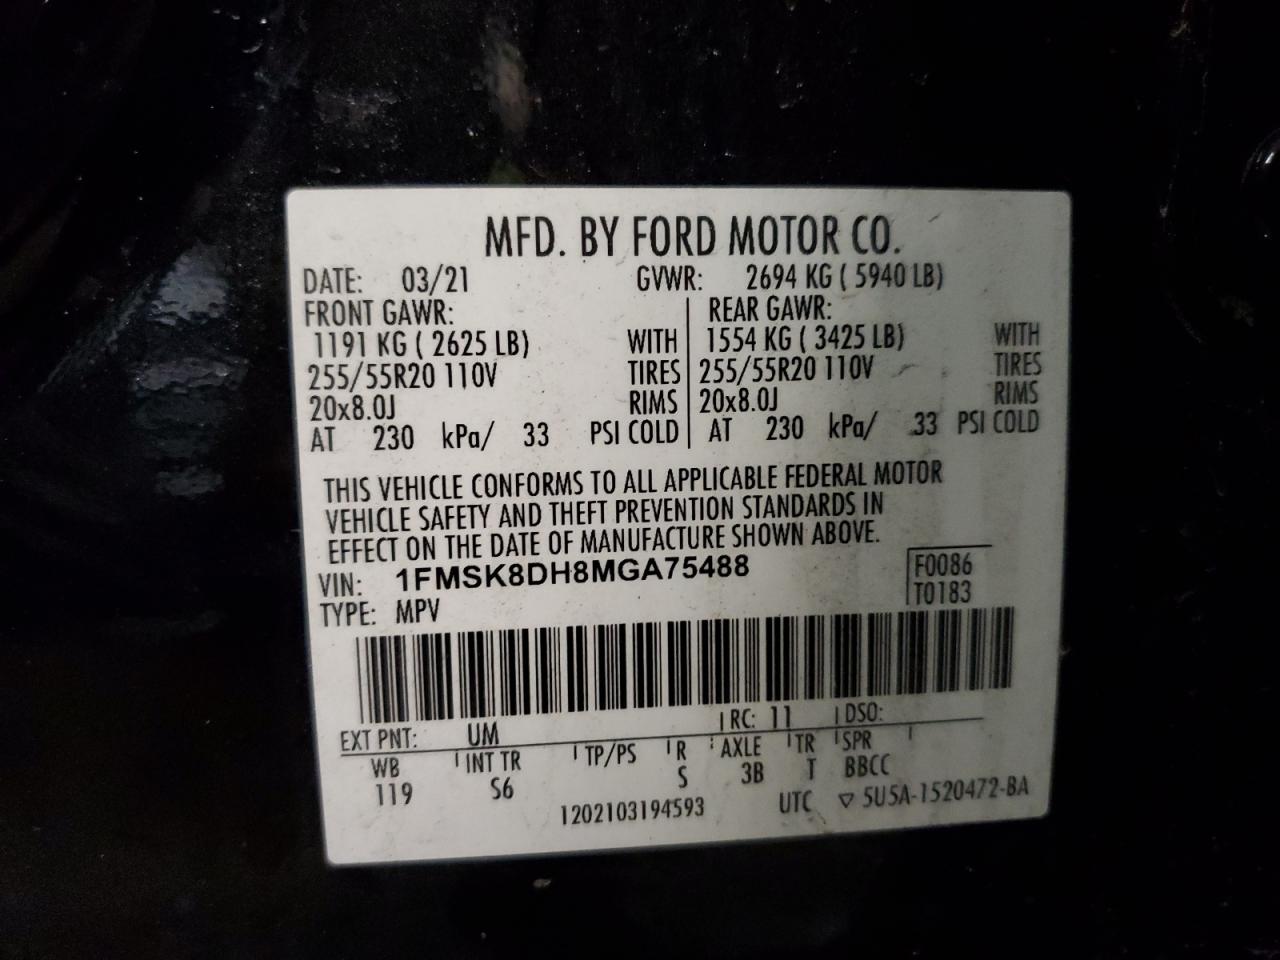 MFD. BY FORD MOTOR CO.
DATE: 03/21 GVWR: 2694 KG ( 5940 LB)
FRONT GAWR: REAR GAWR:
1191 KG ( 2625 LB) WITH 1554 KG ( 3425 LB) WITH
255/55R20 110V TIRES 255/55R20 110V TIRES
20x8.0J RIMS 20x8.0J RIMS
AT 230 kPa/ 33 PSI COLD AT 230 kPa/ 33 PSI COLD
THIS VEHICLE CONFORMS TO ALL APPLICABLE FEDERAL MOTOR
VEHICLE SAFETY AND THEFT PREVENTION STANDARDS IN
EFFECT ON THE DATE OF MANUFACTURE SHOWN ABOVE.
VIN: 1FMSK8DH8MGA75488 F0086
TYPE: MPV T0183
EXT PNT: UM RC: 11 DSO:
WB INT TR TP/PS R AXLE TR SPR
119 S6 S 3B T BBCC
1202103194593 UTC ▽ 5U5A-1520472-BA